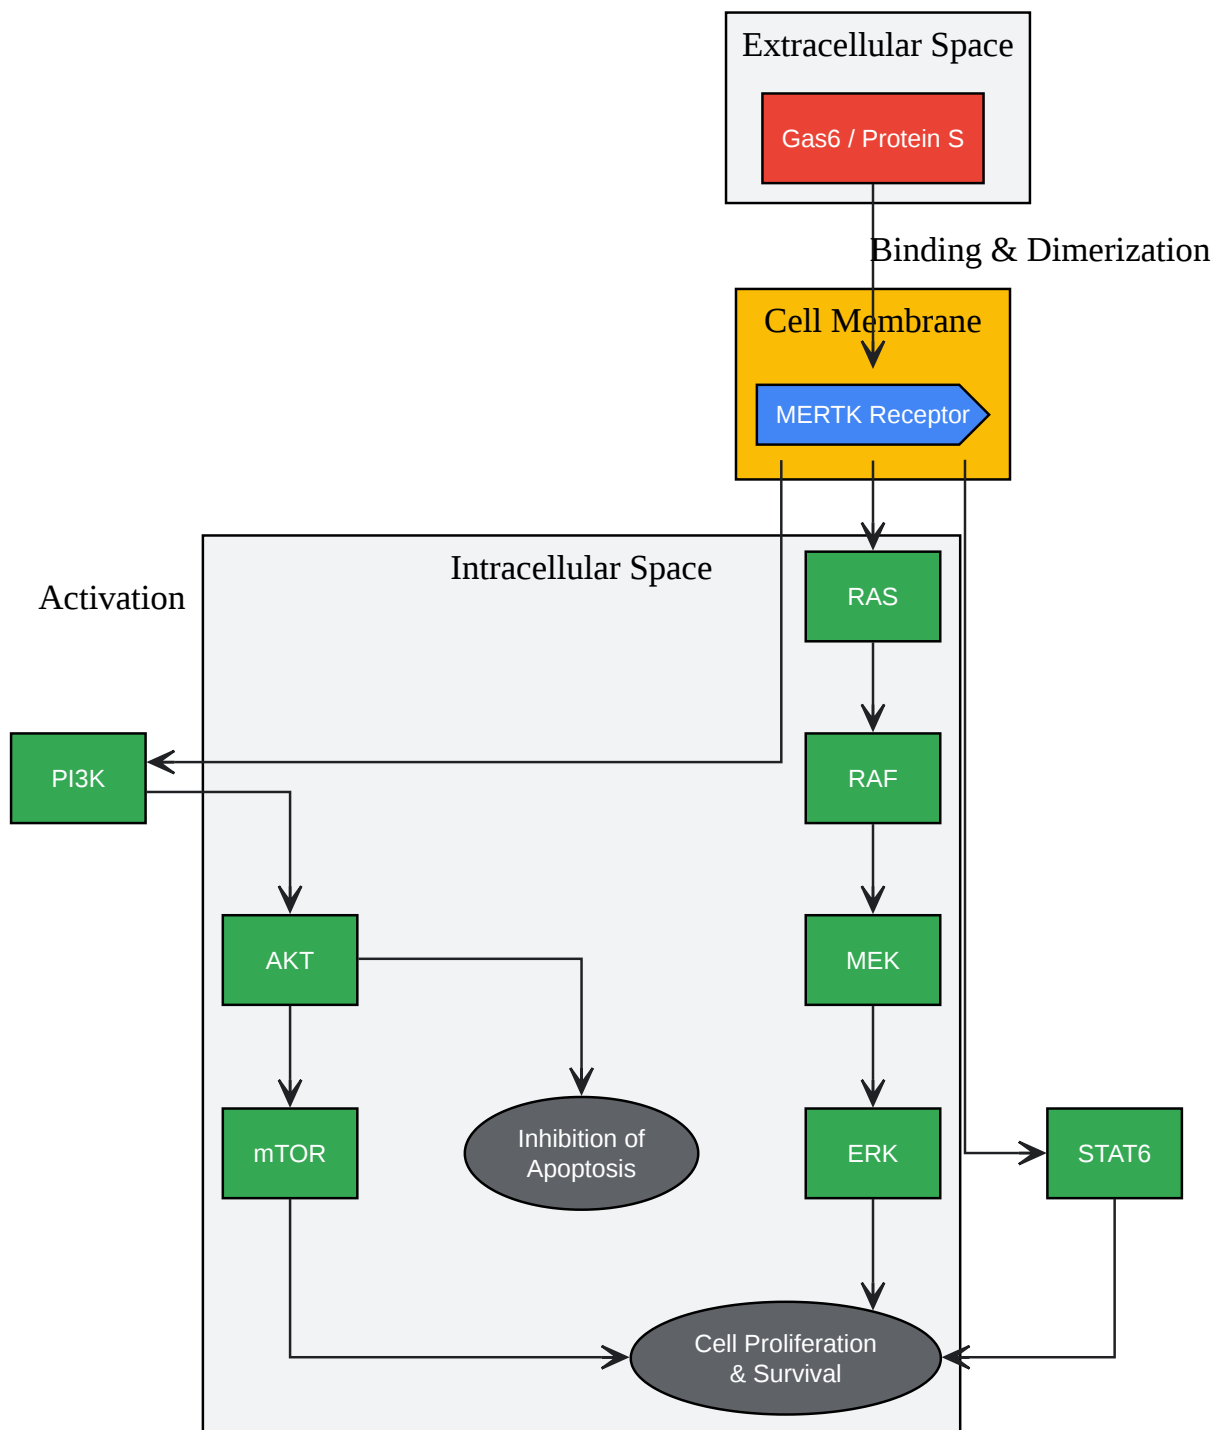 Extracellular Space
Gas6 / Protein S
Binding & Dimerization
Cell Membrane
MERTK Receptor
Intracellular Space
Activation
RAS
PI3K
RAF
AKT
MEK
mTOR
Inhibition of
Apoptosis
ERK
STAT6
Cell Proliferation
& Survival